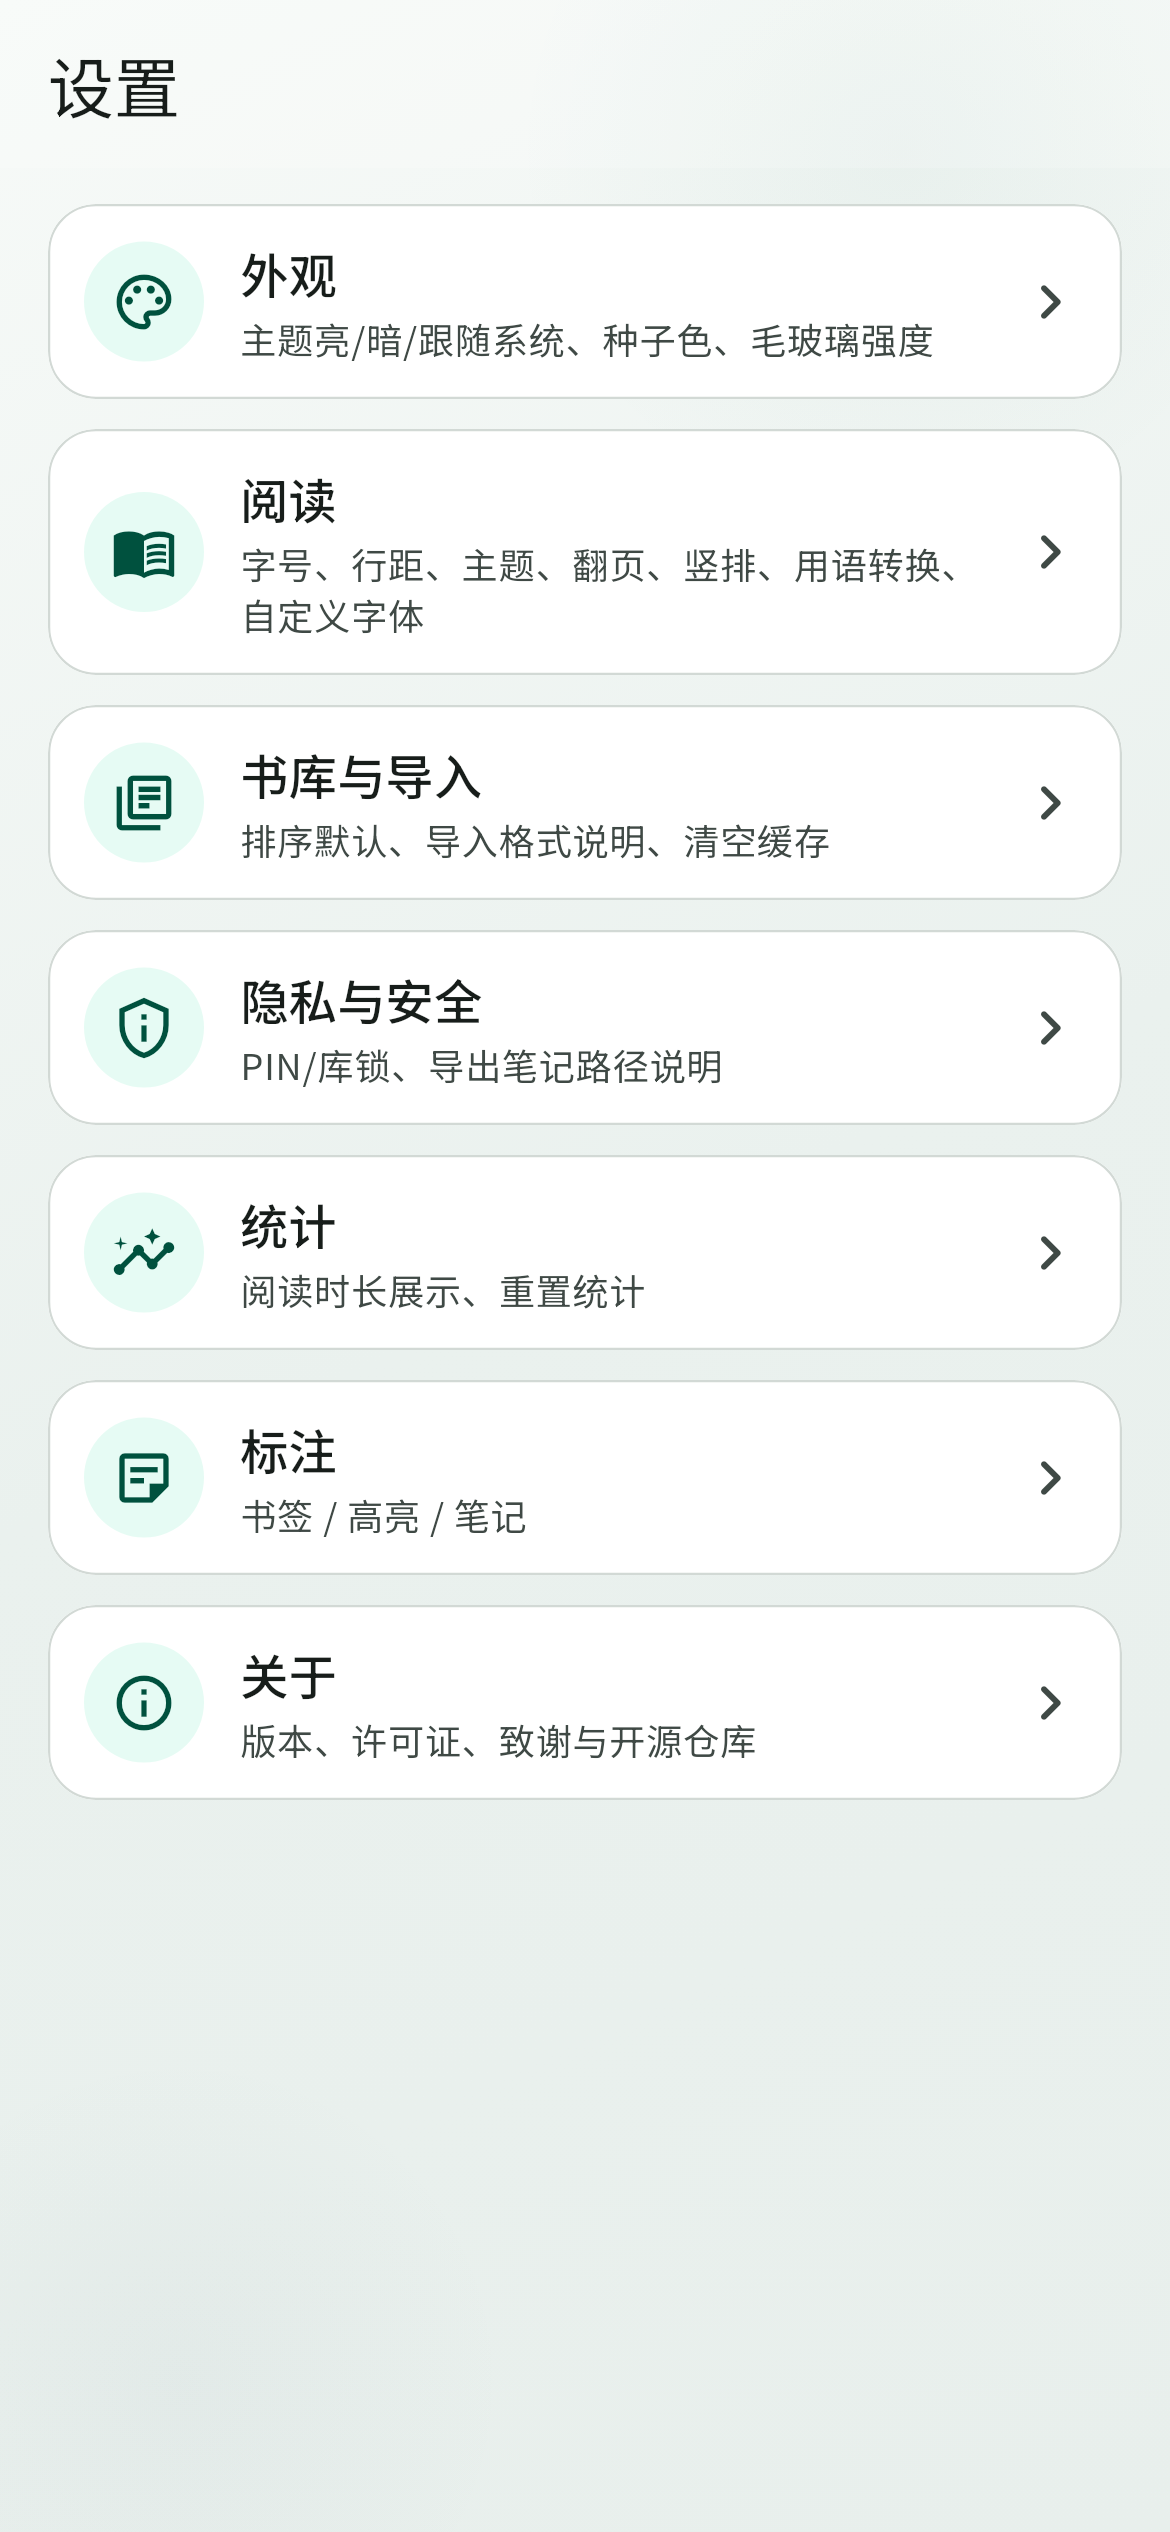 设置
外观
主题亮/暗/跟随系统、种子色、毛玻璃强度
阅读
字号、行距、主题、翻页、竖排、用语转换、
自定义字体
书库与导入
排序默认、导入格式说明、清空缓存
隐私与安全
PIN/库锁、导出笔记路径说明
统计
阅读时长展示、重置统计
标注
书签 / 高亮 / 笔记
关于
版本、许可证、致谢与开源仓库